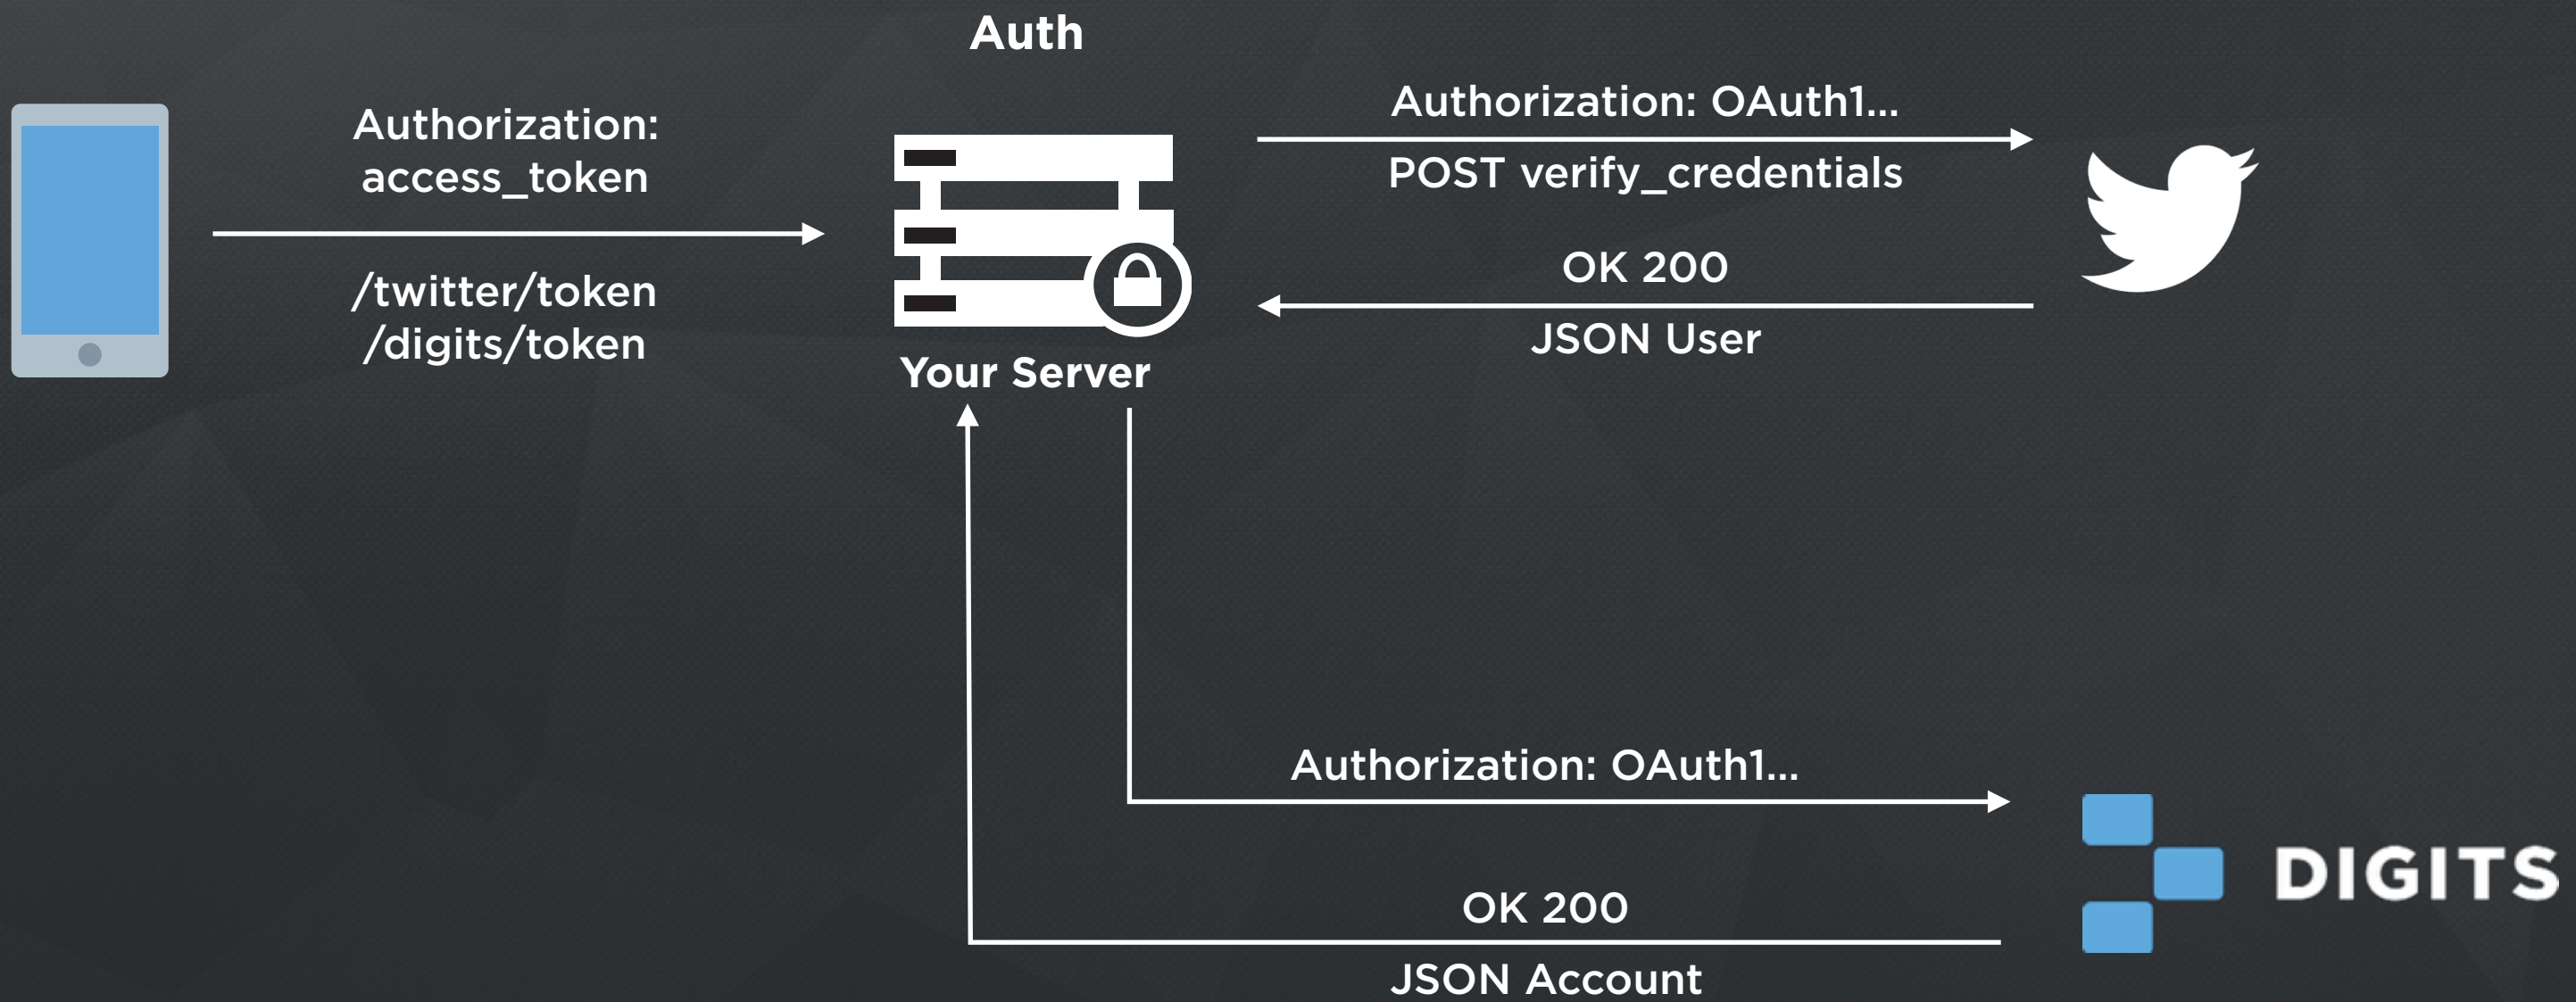 Auth
Authorization:
access_token
/twitter/token
/digits/token
Your Server
Authorization: OAuth1...
POST verify_credentials
OK 200
JSON User
Authorization: OAuth1...
OK 200
JSON Account
DIGITS